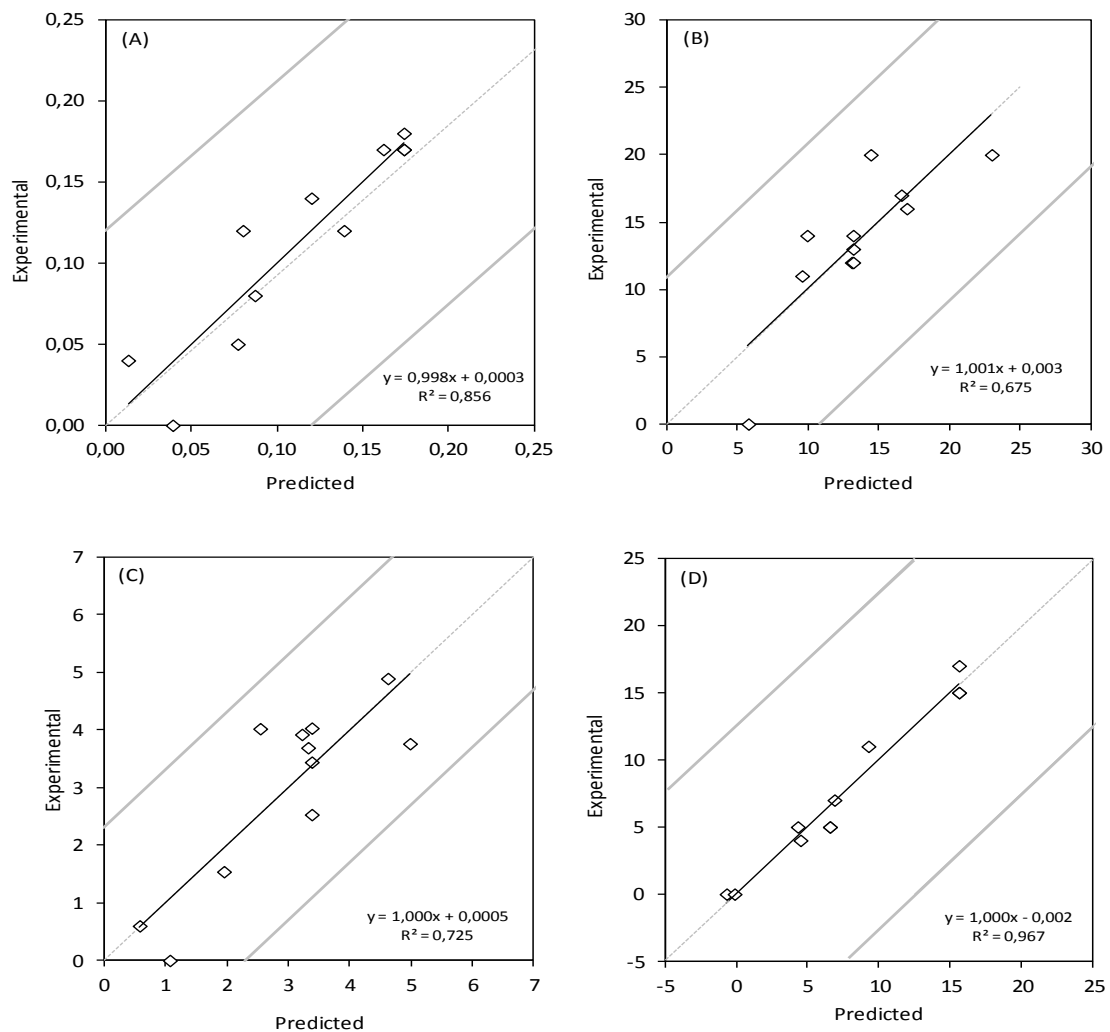 (A)
0,25
0,20
0,15
0,10
0,05
0,00
Experimental
y = 0,998x + 0,0003
R² = 0,856
0,00 0,05 0,10 0,15 0,20 0,25
Predicted
(B)
30
25
20
15
10
5
0
Experimental
y = 1,001x + 0,003
R² = 0,675
0 5 10 15 20 25 30
Predicted
(C)
7
6
5
4
3
2
1
0
Experimental
y = 1,000x + 0,0005
R² = 0,725
0 1 2 3 4 5 6 7
Predicted
(D)
25
20
15
10
5
0
-5
Experimental
y = 1,000x - 0,002
R² = 0,967
-5 0 5 10 15 20 25
Predicted